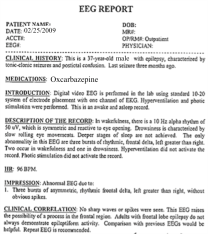 EEG REPORT
PATIENT NAME: DOB:
DATE: 02/25/2009 MR#:
ACCT#: OP/RM#: Outpatient
EEG#: PHYSICIAN:
CLINICAL HISTORY: This is a 37-year-old male with epilepsy, characterized by
tonic-clonic seizures and postictal confusion. Last seizure three months ago.
MEDICATIONS: Oxcarbazepine
INTRODUCTION: Digital video EEG is performed in the lab using standard 10-20
system of electrode placement with one channel of EKG. Hyperventilation and photic
stimulation were performed. This is an awake and asleep record.
DESCRIPTION OF THE RECORD: In wakefulness, there is a 10 Hz alpha rhythm of
50 uV, which is symmetric and reactive to eye opening. Drowsiness is characterized by
slow rolling eye movements. Deeper stages of sleep are not achieved. The only
abnormality in this EEG are three bursts of rhythmic, frontal delta, left greater than right.
Two occur in wakefulness and one in drowsiness. Hyperventilation did not activate the
record. Photic stimulation did not activate the record.
HR: 96 BPM.
IMPRESSION: Abnormal EEG due to:
1. Three bursts of asymmetric, rhythmic frontal delta, left greater than right, without
obvious spikes.
CLINICAL CORRELATION: No sharp waves or spikes were seen. This EEG raises
the possibility of a process in the frontal region. Adults with frontal lobe epilepsy do not
always demonstrate epileptiform activity. Comparison with previous EEGs would be
helpful. Repeat EEG is recommended.